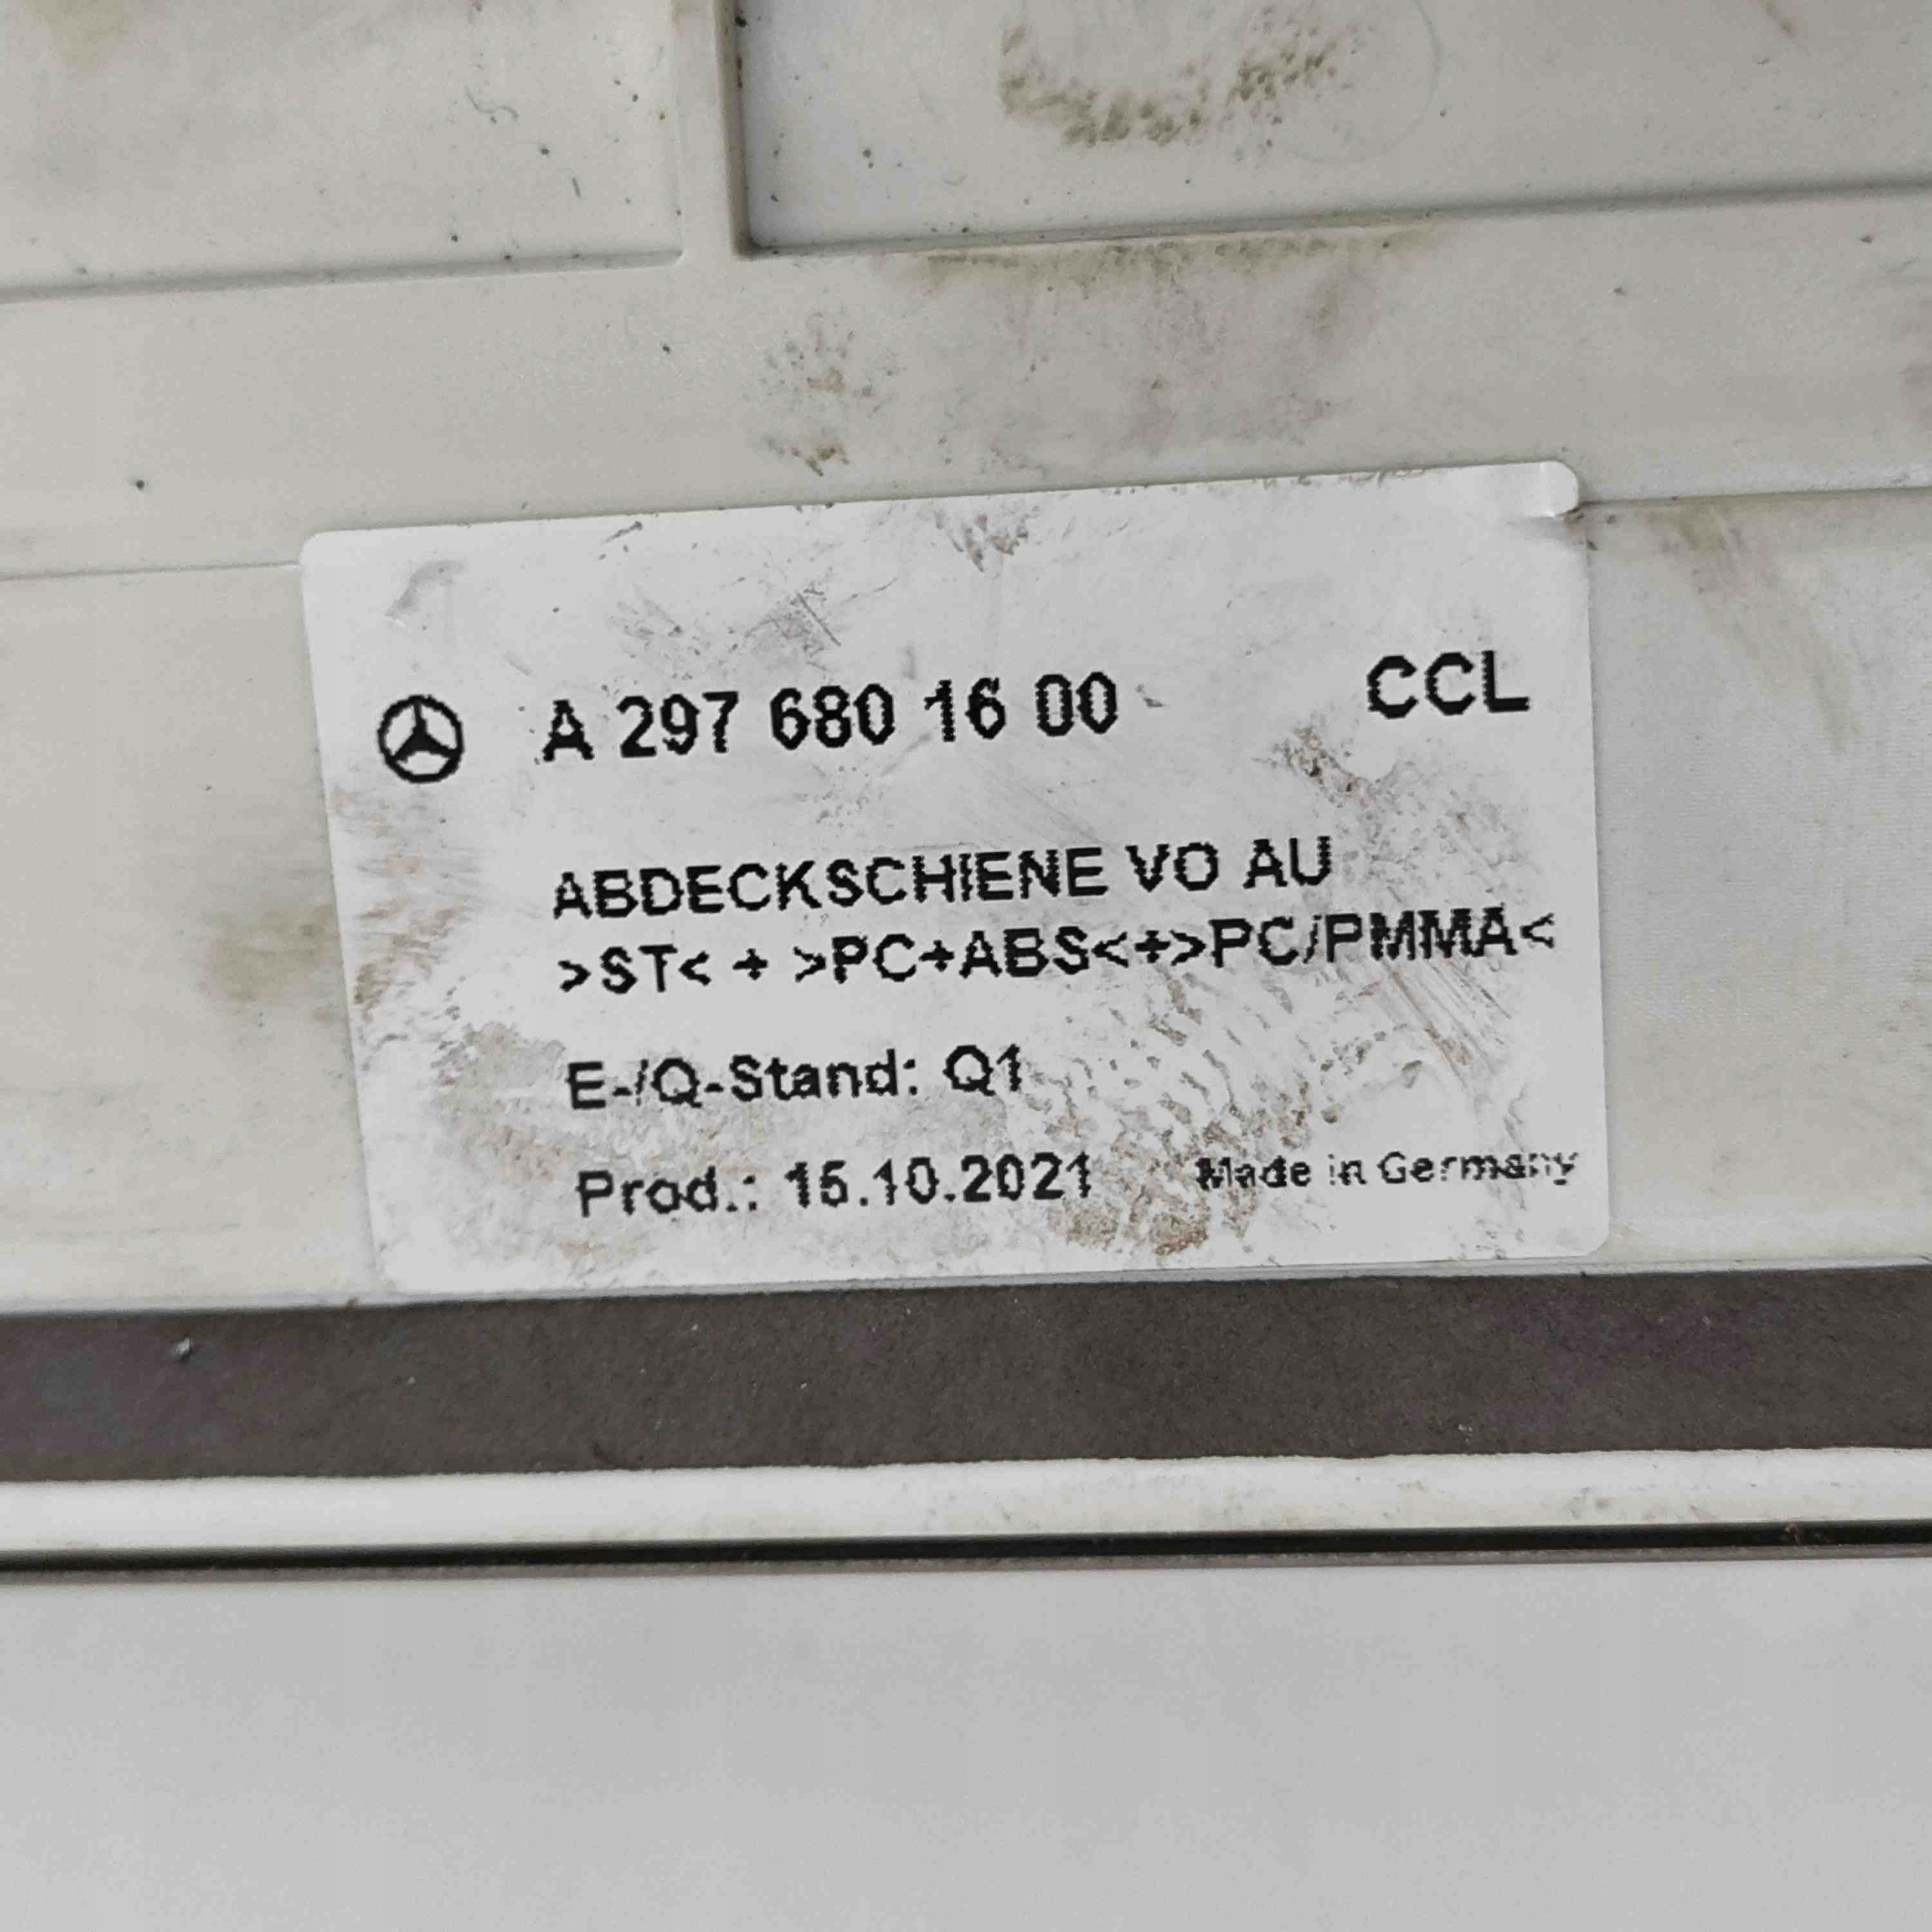 A 297 680 16 00 CCL
ABDECKSCHIENE VO AU
>ST< + >PC+ABS<+>PC/PMMA<
E-/Q-Stand: Q1
Prod.: 15.10.2021 Made in Germany